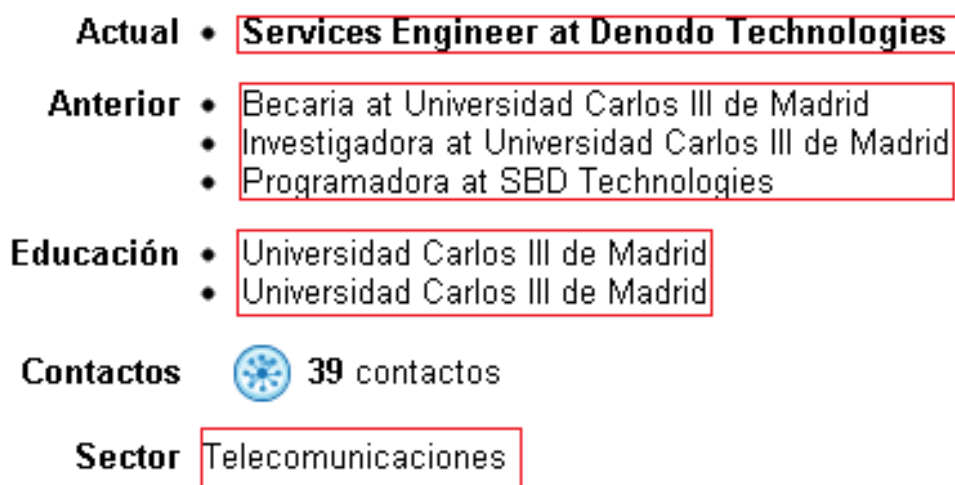 Actual • Services Engineer at Denodo Technologies
Anterior • Becaria at Universidad Carlos III de Madrid
• Investigadora at Universidad Carlos III de Madrid
• Programadora at SBD Technologies
Educación • Universidad Carlos III de Madrid
• Universidad Carlos III de Madrid
Contactos 39 contactos
Sector Telecomunicaciones